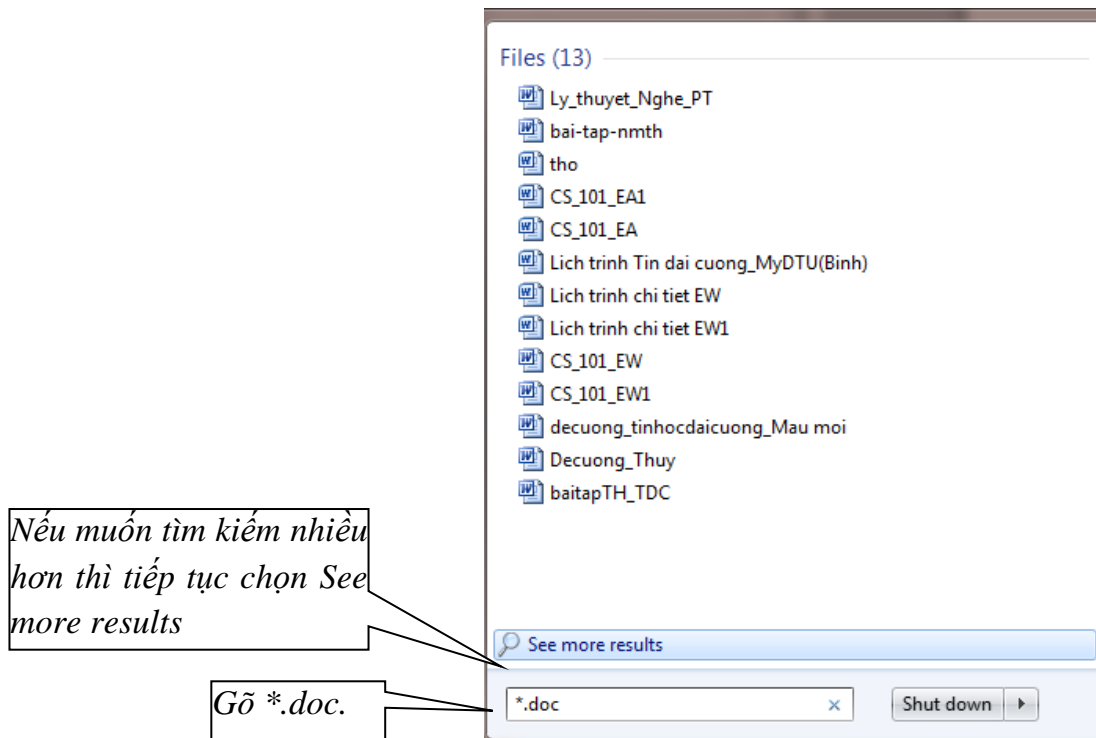 Files (13)
Ly_thuyet_Nghe_PT
bai-tap-nmth
tho
CS_101_EA1
CS_101_EA
Lich trinh Tin dai cuong_MyDTU(Binh)
Lich trinh chi tiet EW
Lich trinh chi tiet EW1
CS_101_EW
CS_101_EW1
decuong_tinhocdaicuong_Mau moi
Decuong_Thuy
baitapTH_TDC
Nếu muốn tìm kiếm nhiều
hơn thì tiếp tục chọn See
more results
See more results
Gõ *.doc.
*.doc
Shut down